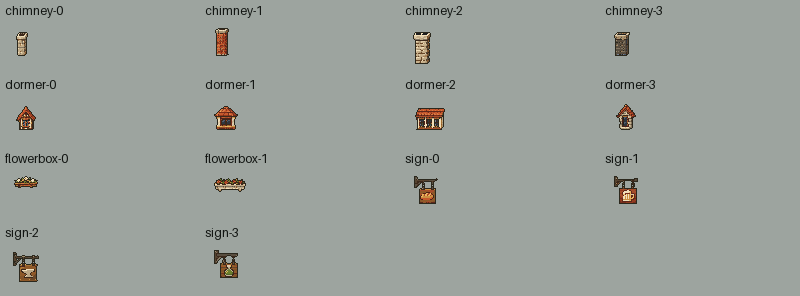 chimney-0 chimney-1 chimney-2 chimney-3
dormer-0 dormer-1 dormer-2 dormer-3
flowerbox-0 flowerbox-1 sign-0 sign-1
sign-2 sign-3